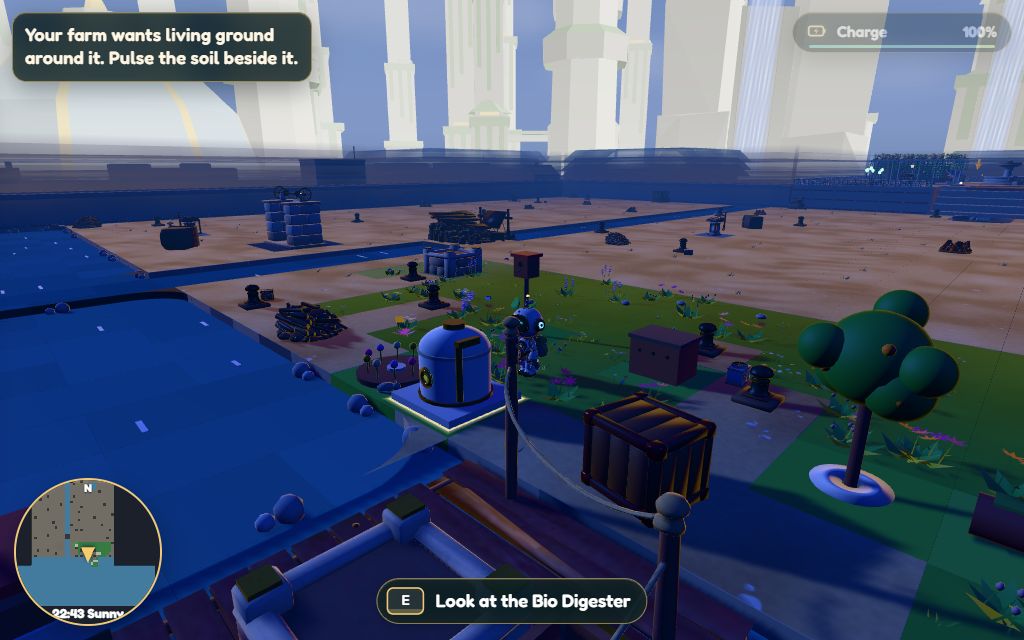 Your farm wants living ground
around it. Pulse the soil beside it.
Charge 100%
N
22:43 Sunny
E Look at the Bio Digester